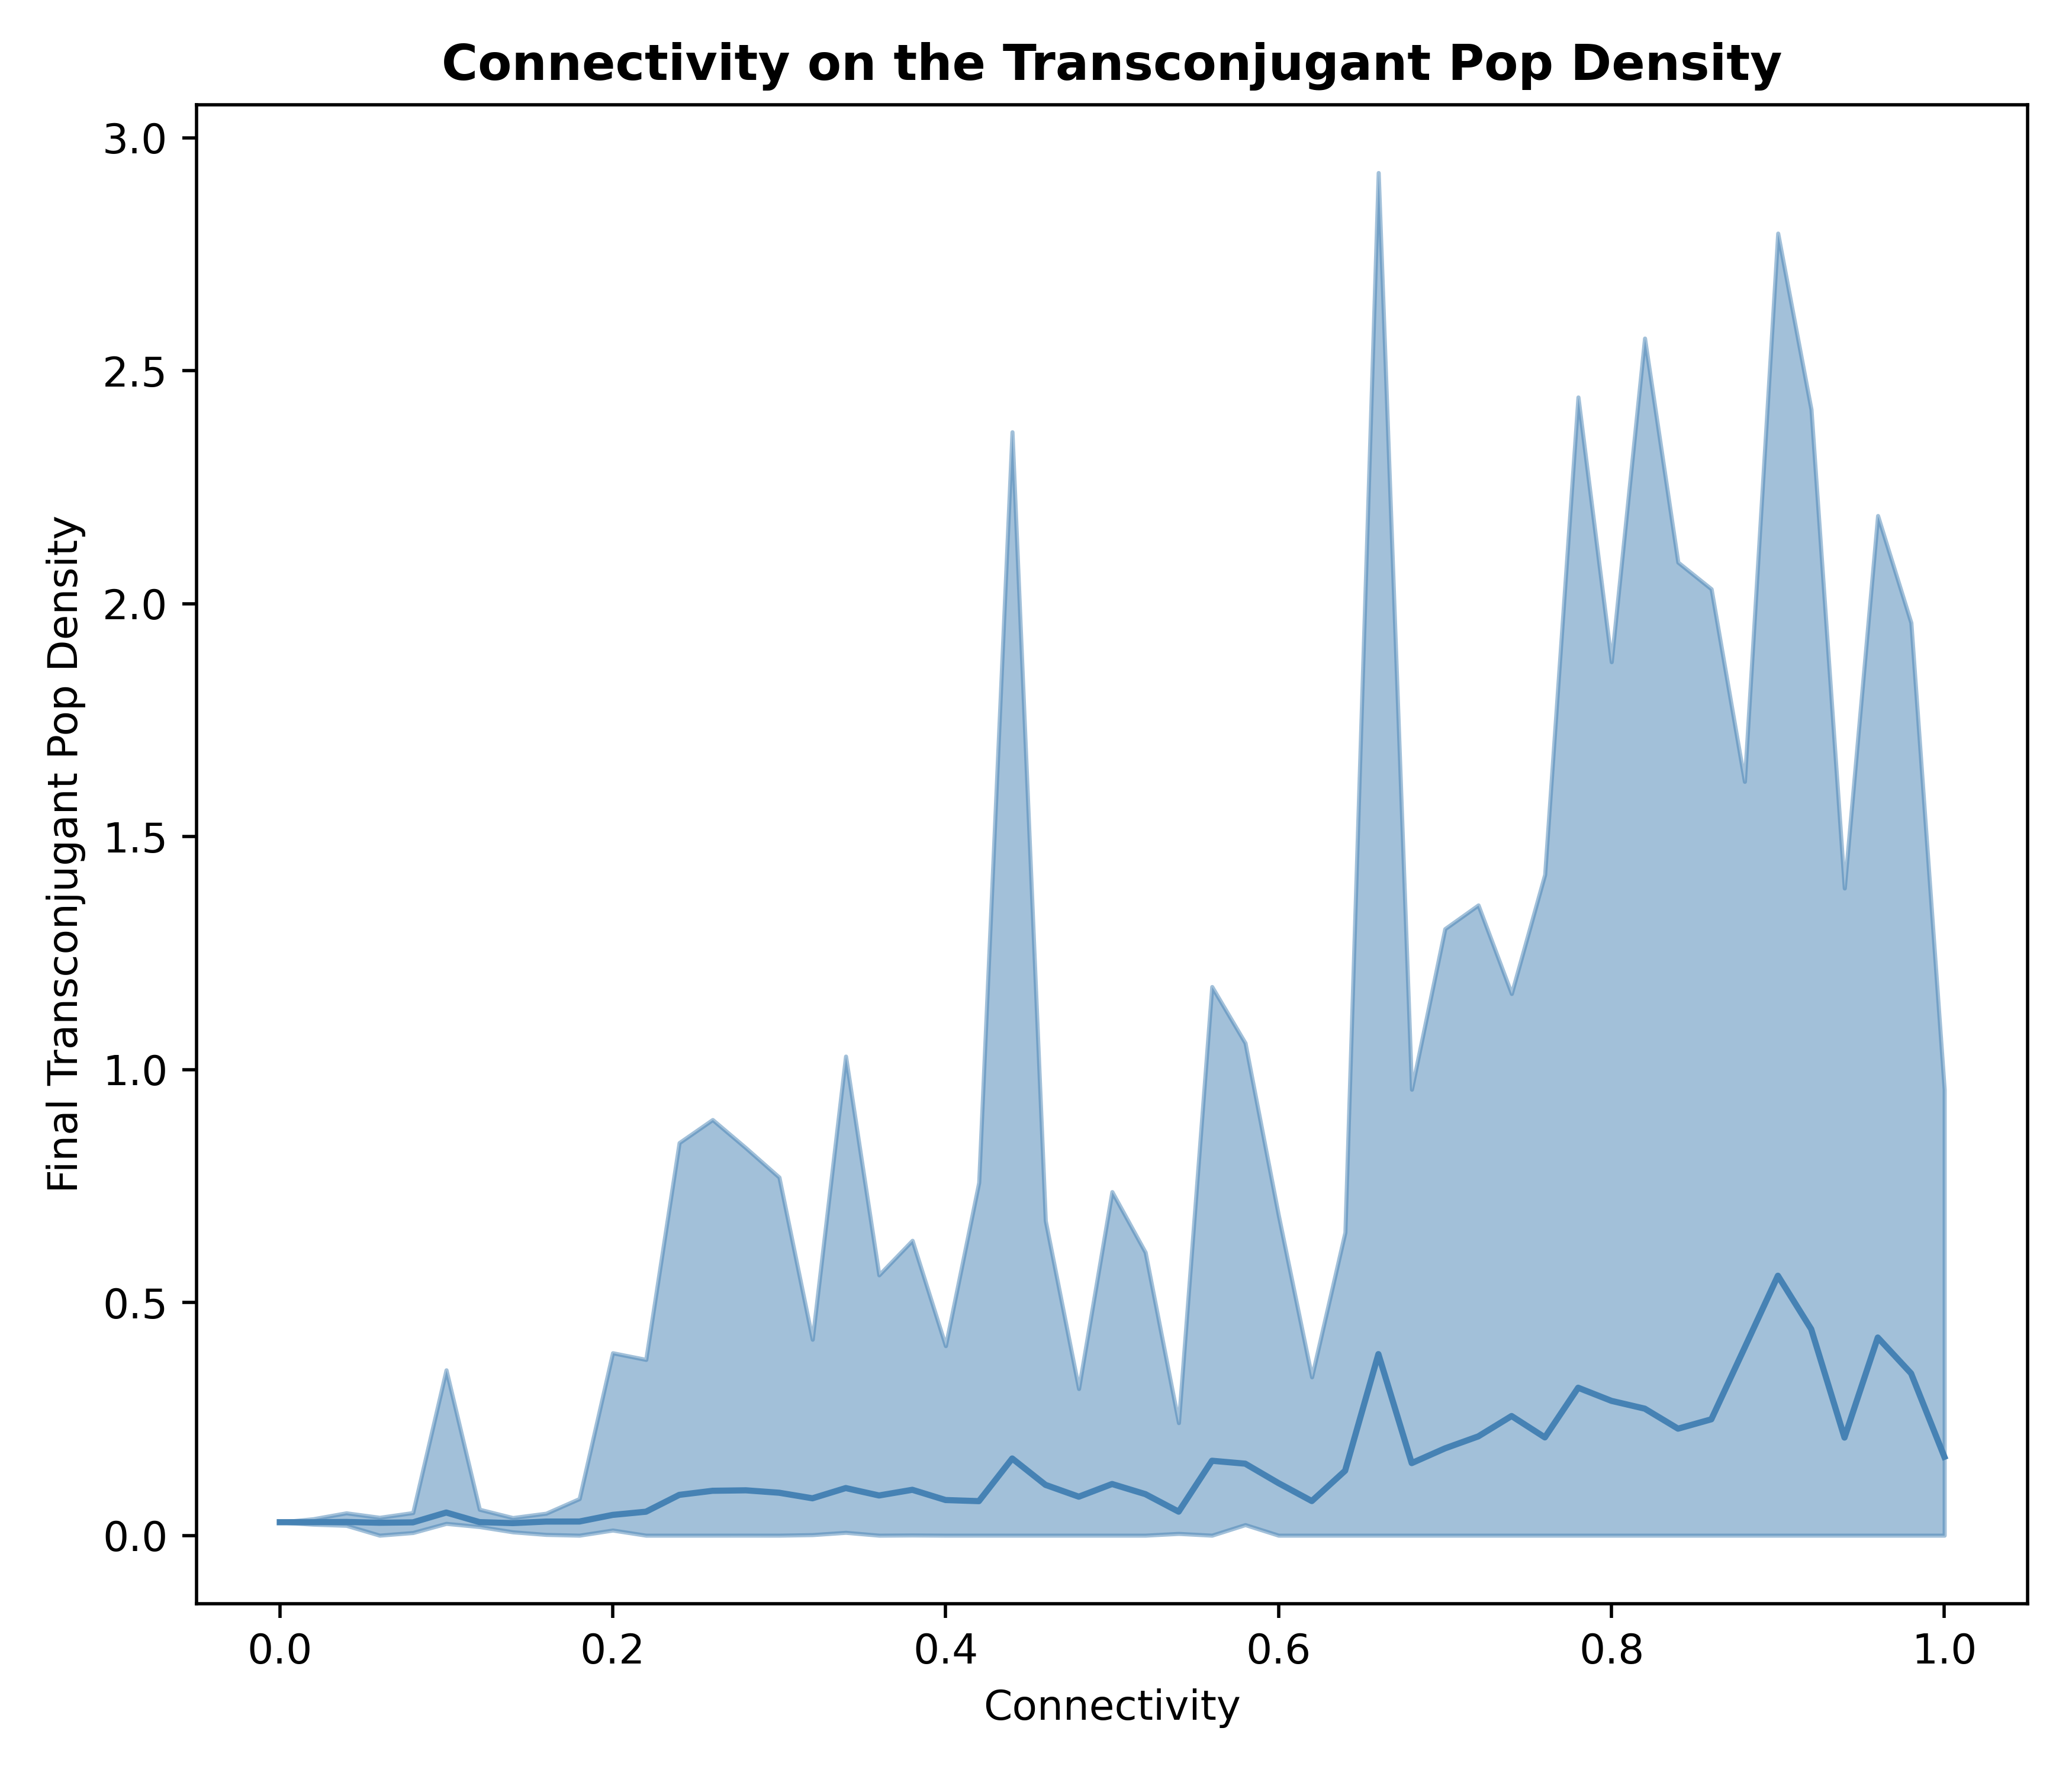 Connectivity on the Transconjugant Pop Density
3.0
2.5
2.0
1.5
1.0
0.5
0.0
Final Transconjugant Pop Density
0.0 0.2 0.4 0.6 0.8 1.0
Connectivity